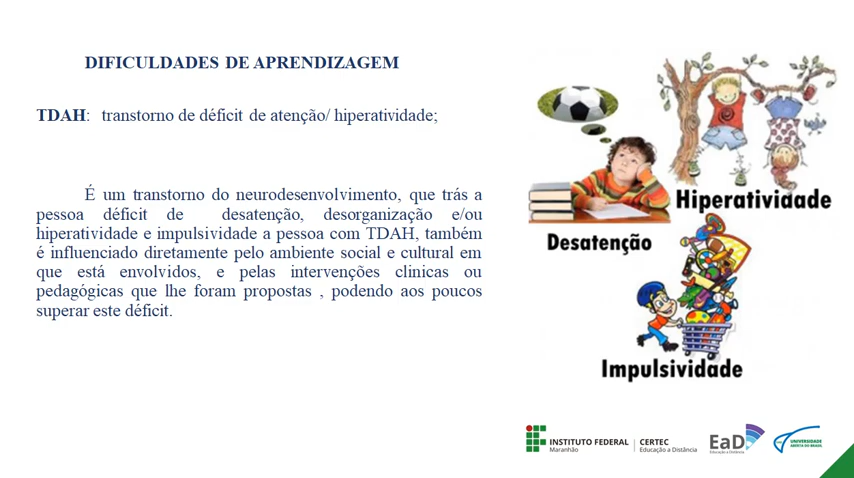 DIFICULDADES DE APRENDIZAGEM
TDAH: transtorno de déficit de atenção/ hiperatividade;
É um transtorno do neurodesenvolvimento, que trás a
pessoa déficit de desatenção, desorganização e/ou
hiperatividade e impulsividade a pessoa com TDAH, também
é influenciado diretamente pelo ambiente social e cultural em
que está envolvidos, e pelas intervenções clinicas ou
pedagógicas que lhe foram propostas , podendo aos poucos
superar este déficit.
Hiperatividade
Desatenção
Impulsividade
INSTITUTO FEDERAL
Maranhão
CERTEC
Educação a Distância
EaD
Educação a Distância
UNIVERSIDADE
ABERTA DO BRASIL